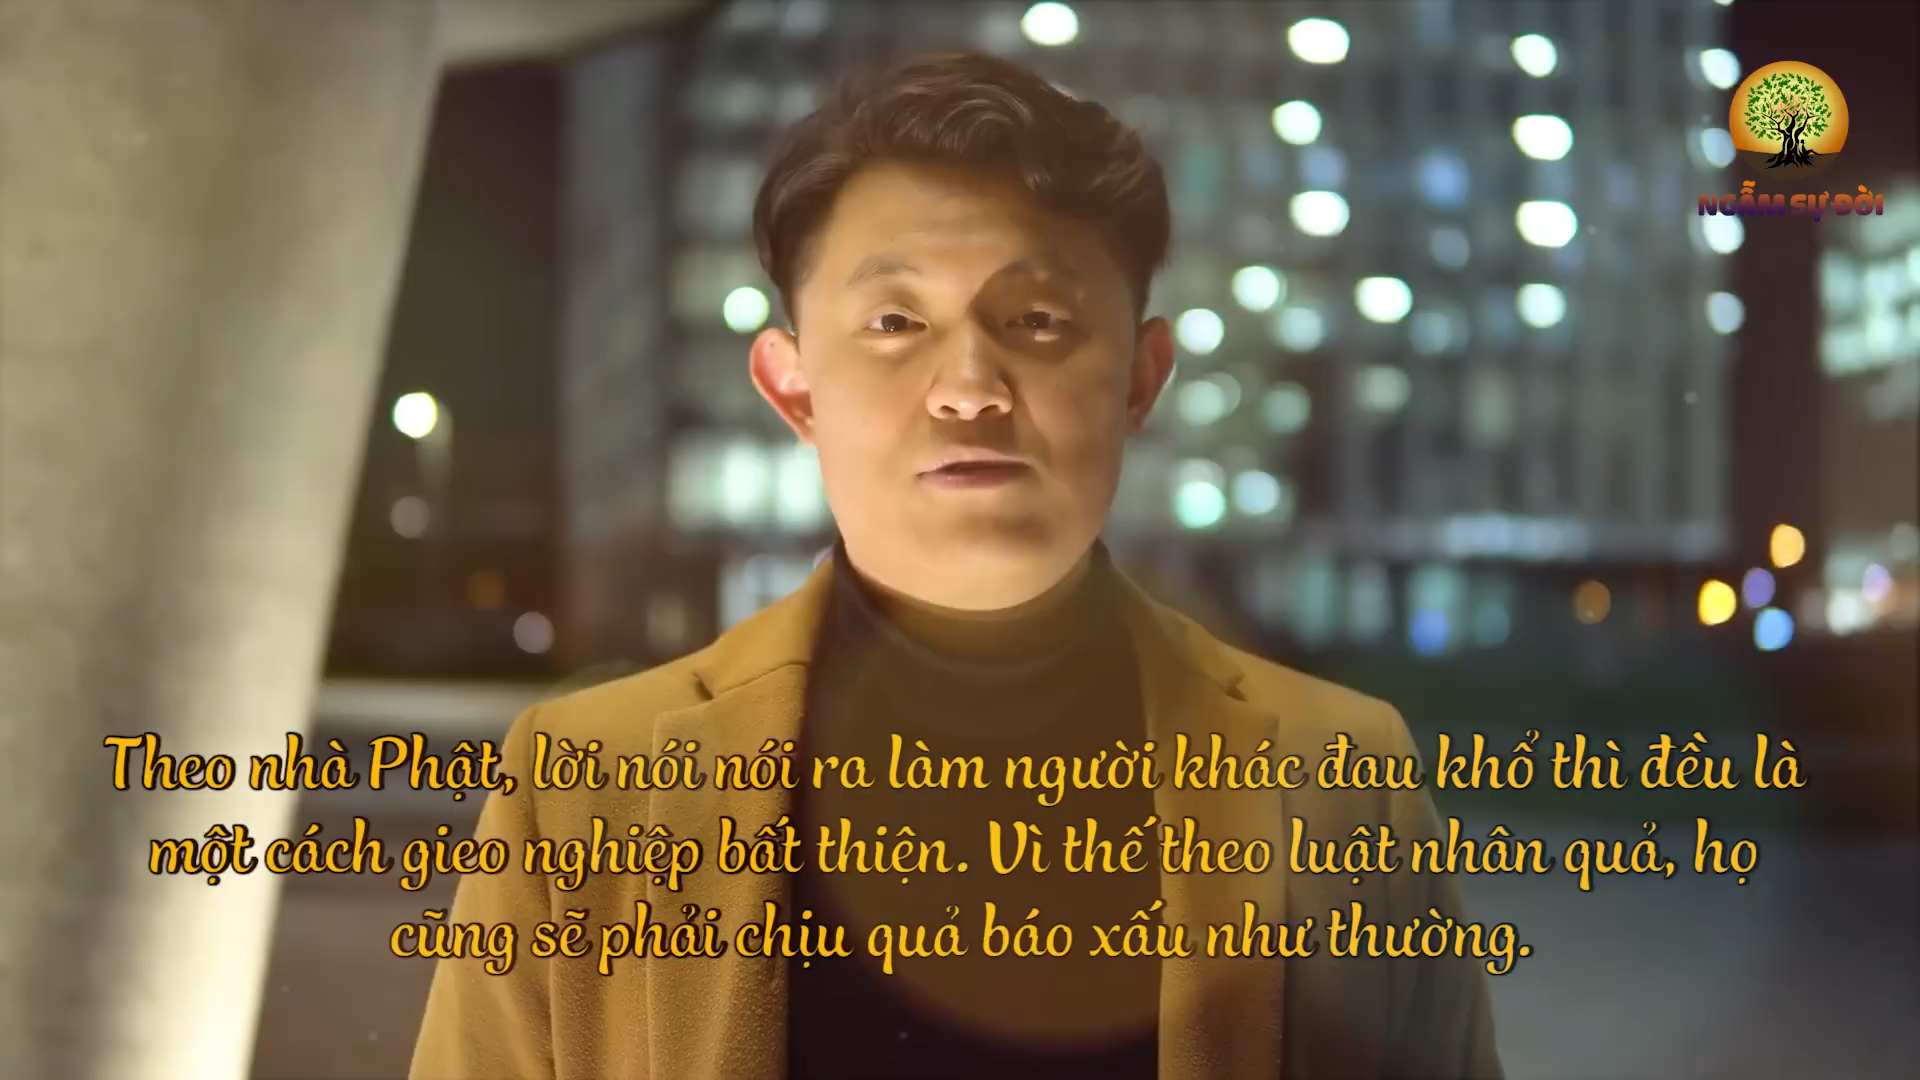 NGẪM SỰ ĐỜI
Theo nhà Phật, lời nói nói ra làm người khác đau khổ thì đều là
một cách gieo nghiệp bất thiện. Vì thế theo luật nhân quả, họ
cũng sẽ phải chịu quả báo xấu như thường.